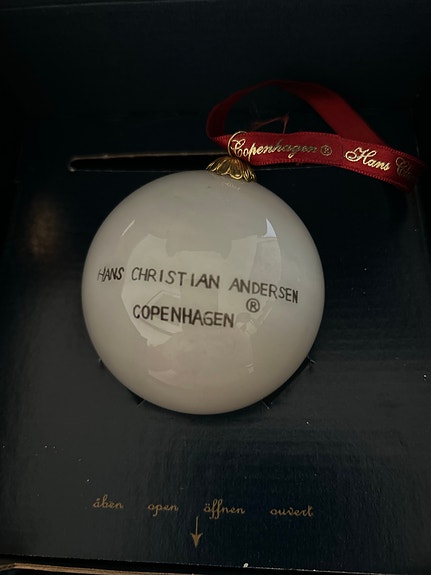 Copenhagen® Hans
HANS CHRISTIAN ANDERSEN
COPENHAGEN ®
åben open öffnen ouvert